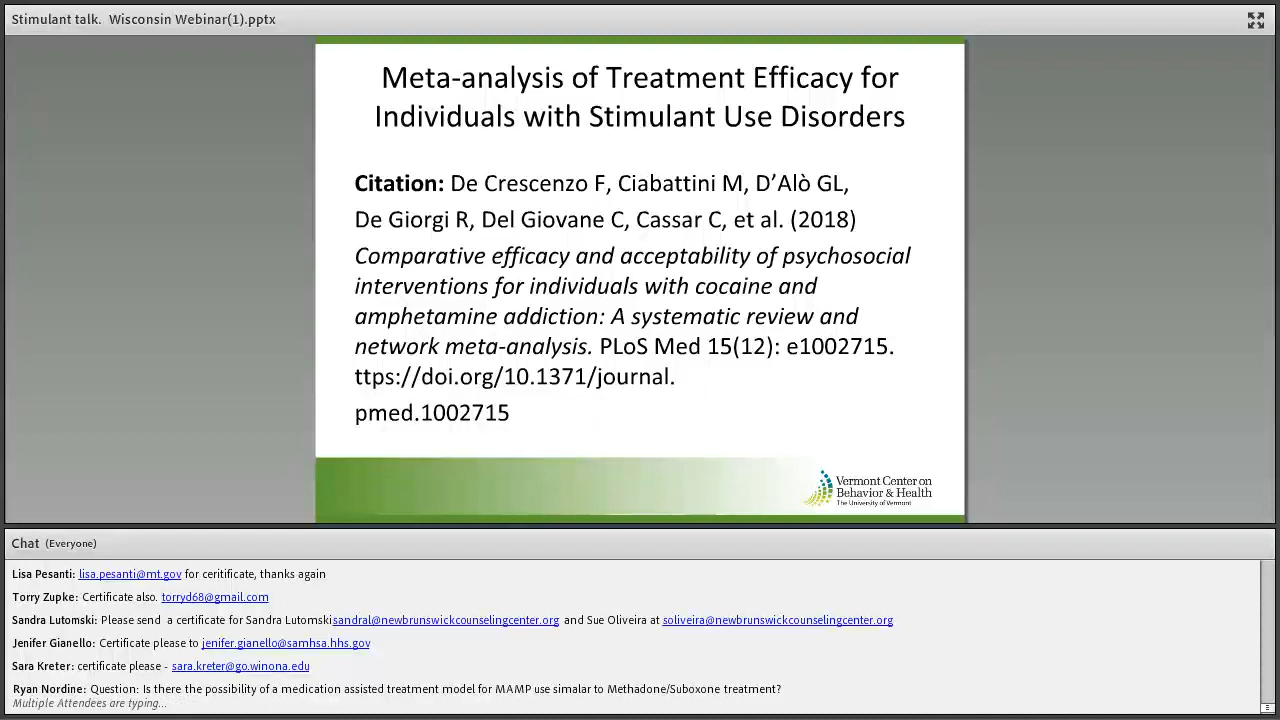 Stimulant talk.  Wisconsin Webinar(1).pptx
Meta-analysis of Treatment Efficacy for
Individuals with Stimulant Use Disorders
Citation: De Crescenzo F, Ciabattini M, D’Alò GL,
De Giorgi R, Del Giovane C, Cassar C, et al. (2018)
Comparative efficacy and acceptability of psychosocial
interventions for individuals with cocaine and
amphetamine addiction: A systematic review and
network meta-analysis. PLoS Med 15(12): e1002715.
ttps://doi.org/10.1371/journal.
pmed.1002715
Vermont Center on
Behavior & Health
The University of Vermont
Chat (Everyone)
Lisa Pesanti: lisa.pesanti@mt.gov for ceritificate, thanks again
Torry Zupke: Certificate also. torryd68@gmail.com
Sandra Lutomski: Please send  a certificate for Sandra Lutomskisandral@newbrunswickcounselingcenter.org and Sue Oliveira at soliveira@newbrunswickcounselingcenter.org
Jenifer Gianello: Certificate please to jenifer.gianello@samhsa.hhs.gov
Sara Kreter: certificate please - sara.kreter@go.winona.edu
Ryan Nordine: Question: Is there the possibility of a medication assisted treatment model for MAMP use simalar to Methadone/Suboxone treatment?
Multiple Attendees are typing...